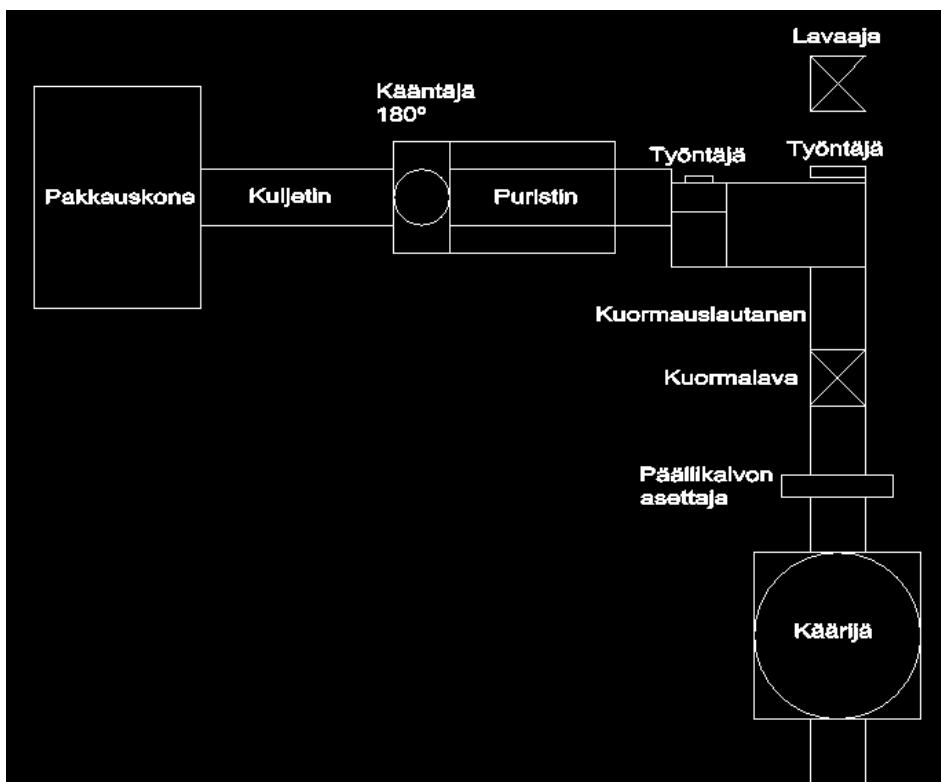 Lavaaja
Kääntäjä
180°
Työntäjä
Työntäjä
Pakkauskone
Kuljetin
Puristin
Kuormauslautanen
Kuormalava
Päällikalvon
asettaja
Käärijä